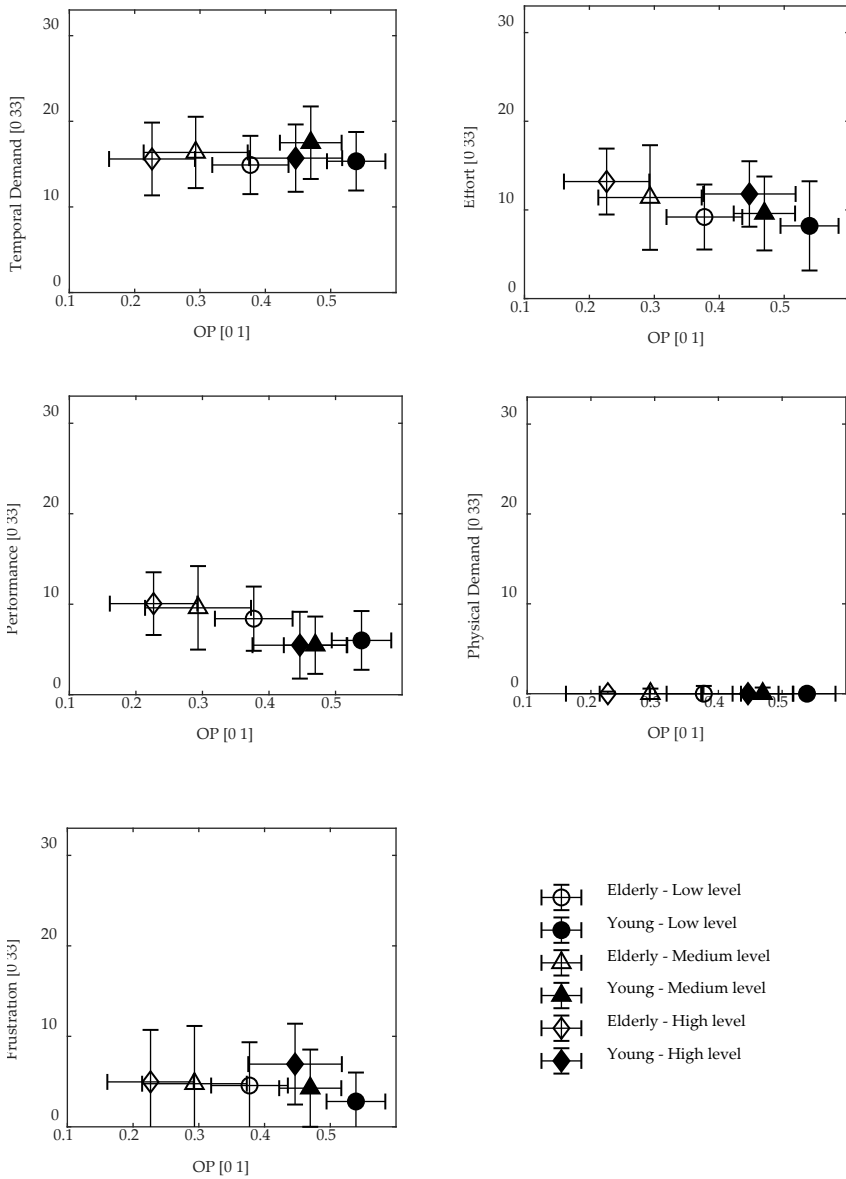 Temporal Demand [0 33]
30
20
10
0
0.1 0.2 0.3 0.4 0.5
OP [0 1]
Effort [0 33]
30
20
10
0
0.1 0.2 0.3 0.4 0.5
OP [0 1]
Performance [0 33]
30
20
10
0
0.1 0.2 0.3 0.4 0.5
OP [0 1]
Physical Demand [0 33]
30
20
10
0
0.1 0.2 0.3 0.4 0.5
OP [0 1]
Frustration [0 33]
30
20
10
0
0.1 0.2 0.3 0.4 0.5
OP [0 1]
Elderly - Low level
Young - Low level
Elderly - Medium level
Young - Medium level
Elderly - High level
Young - High level